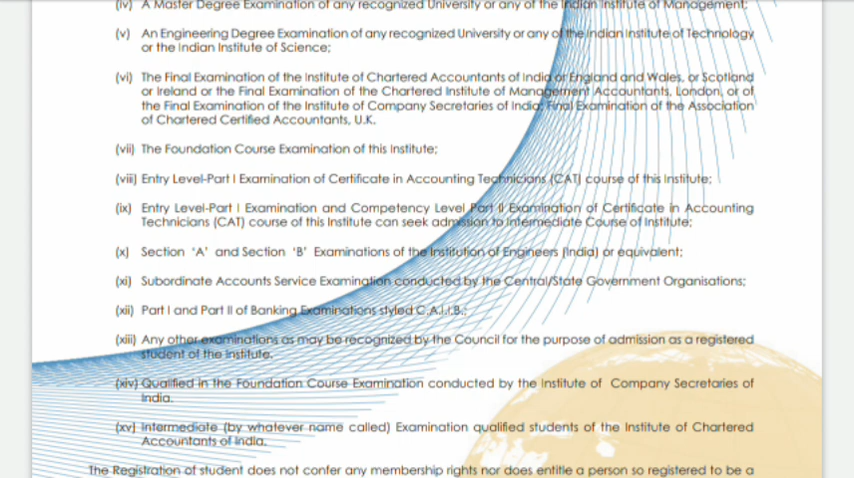 (iv) A Master Degree Examination of any recognized University or any of the Indian Institute of Management;
(v) An Engineering Degree Examination of any recognized University or any of the Indian Institute of Technology
or the Indian Institute of Science;
(vi) The Final Examination of the Institute of Chartered Accountants of India or England and Wales, or Scotland
or Ireland or the Final Examination of the Chartered Institute of Management Accountants, London, or of
the Final Examination of the Institute of Company Secretaries of India; Final Examination of the Association
of Chartered Certified Accountants, U.K.
(vii) The Foundation Course Examination of this Institute;
(viii) Entry Level-Part I Examination of Certificate in Accounting Technicians (CAT) course of this Institute;
(ix) Entry Level-Part I Examination and Competency Level Part II Examination of Certificate in Accounting
Technicians (CAT) course of this Institute can seek admission to Intermediate Course of Institute;
(x) Section 'A' and Section 'B' Examinations of the Institution of Engineers (India) or equivalent;
(xi) Subordinate Accounts Service Examination conducted by the Central/State Government Organisations;
(xii) Part I and Part II of Banking Examinations styled C.A.I.I.B.;
(xiii) Any other examinations as may be recognized by the Council for the purpose of admission as a registered
student of the Institute.
(xiv) Qualified in the Foundation Course Examination conducted by the Institute of Company Secretaries of
India.
(xv) Intermediate (by whatever name called) Examination qualified students of the Institute of Chartered
Accountants of India.
The Registration of student does not confer any membership rights nor does entitle a person so registered to be a